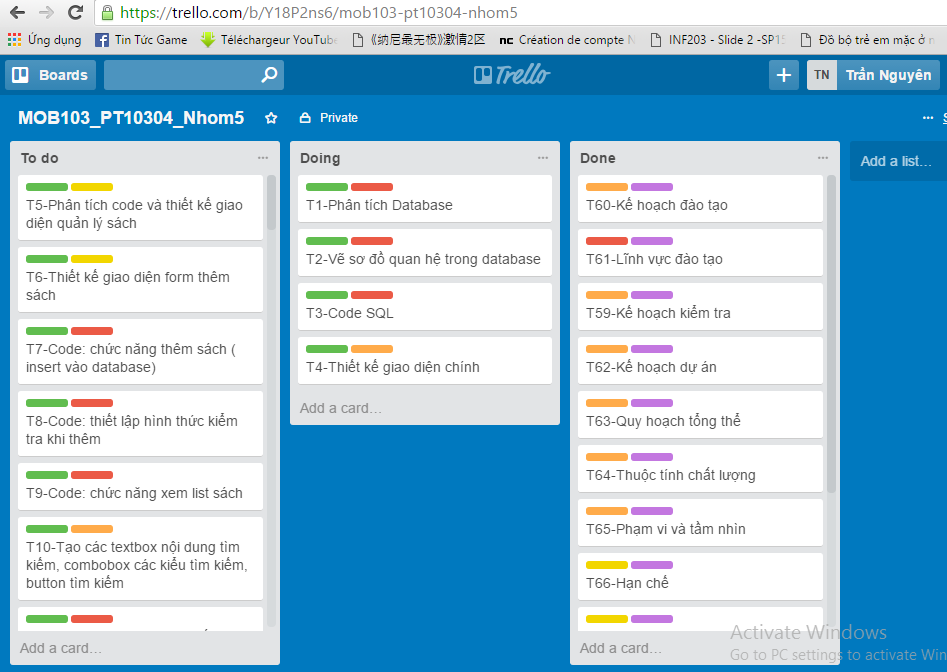 https://trello.com/b/Y18P2ns6/mob103-pt10304-nhom5
Ứng dụng Tin Tức Game Téléchargeur YouTube 《纳尼最无极》激情2区 nc Création de compte N INF203 - Slide 2 -SP15 Đồ bộ trẻ em mặc ở n
Boards
Trello
TN Trần Nguyên
MOB103_PT10304_Nhom5
Private
To do
T5-Phân tích code và thiết kế giao
diện quản lý sách
T6-Thiết kế giao diện form thêm
sách
T7-Code: chức năng thêm sách (
insert vào database)
T8-Code: thiết lập hình thức kiểm
tra khi thêm
T9-Code: chức năng xem list sách
T10-Tạo các textbox nội dung tìm
kiếm, combobox các kiểu tìm kiếm,
button tìm kiếm
Add a card...
Doing
T1-Phân tích Database
T2-Vẽ sơ đồ quan hệ trong database
T3-Code SQL
T4-Thiết kế giao diện chính
Add a card...
Done
T60-Kế hoạch đào tạo
T61-Lĩnh vực đào tạo
T59-Kế hoạch kiểm tra
T62-Kế hoạch dự án
T63-Quy hoạch tổng thể
T64-Thuộc tính chất lượng
T65-Phạm vi và tầm nhìn
T66-Hạn chế
Add a card...
Add a list...
Activate Windows
Go to PC settings to activate Win